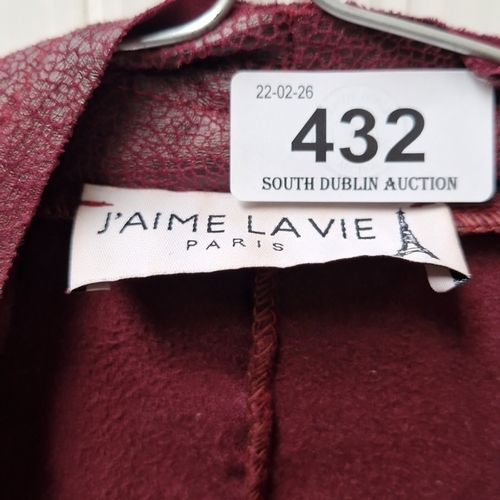 22-02-26
432
SOUTH DUBLIN AUCTION
J'AIME LA VIE
PARIS